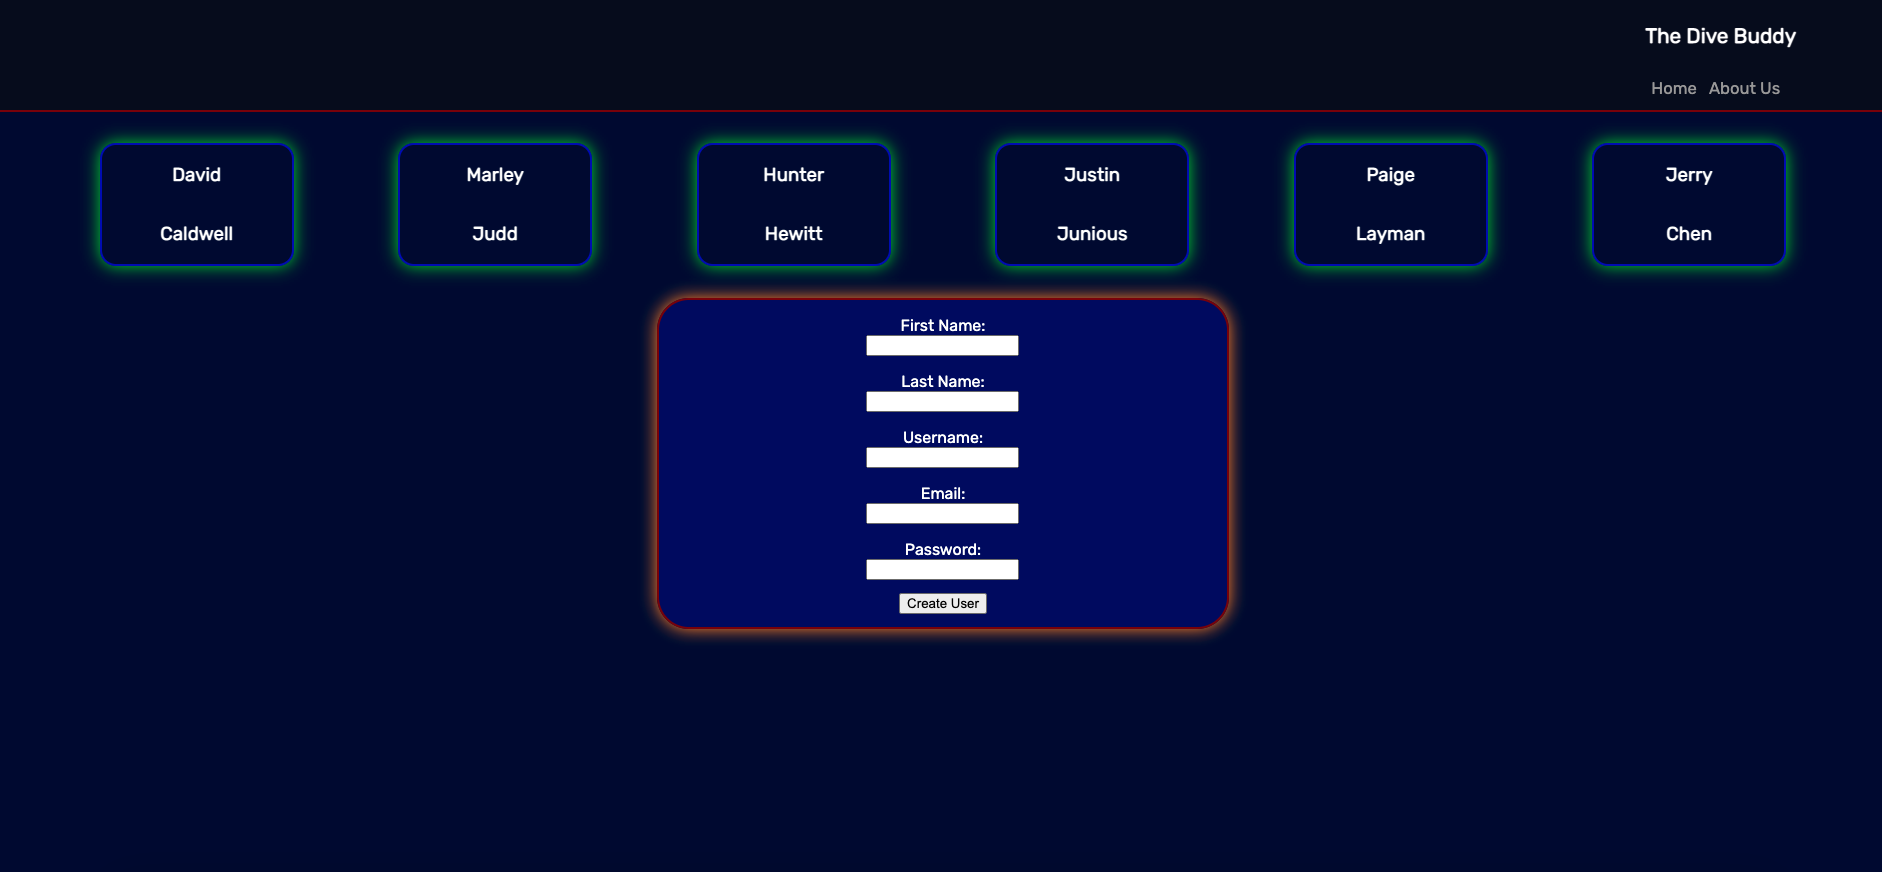 The Dive Buddy
Home About Us
David
Caldwell
Marley
Judd
Hunter
Hewitt
Justin
Junious
Paige
Layman
Jerry
Chen
First Name:
Last Name:
Username:
Email:
Password:
Create User